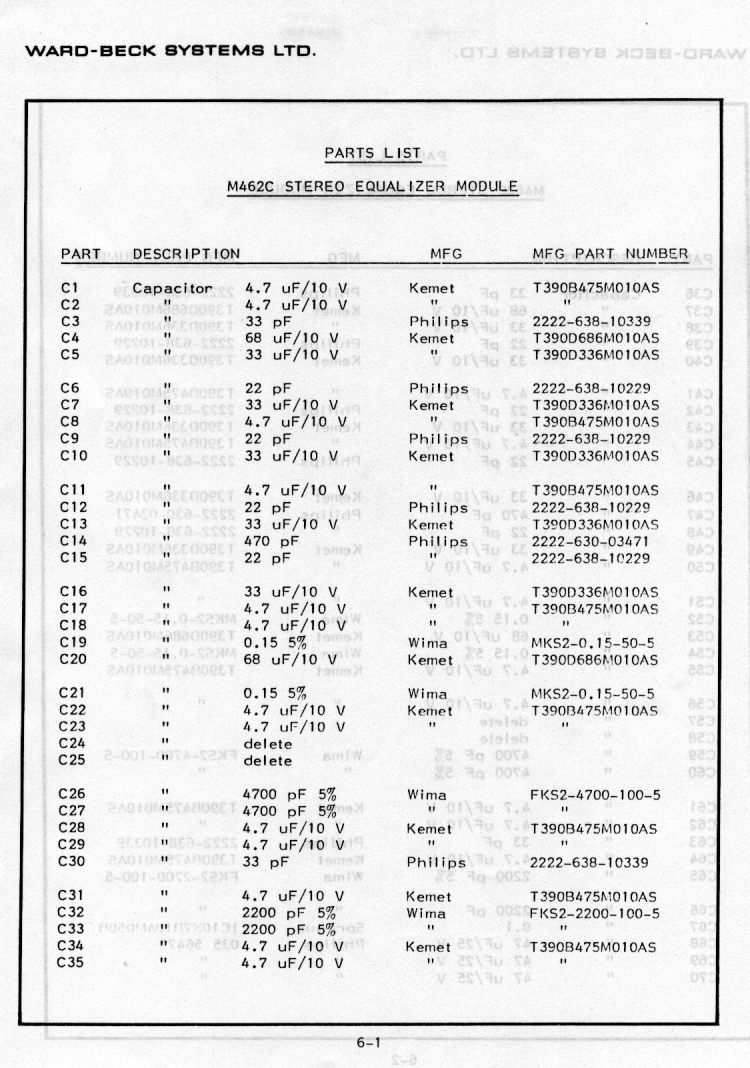 WARD-BECK SYSTEMS LTD.
PARTS LIST
M462C STEREO EQUALIZER MODULE
PART DESCRIPTION MFG MFG PART NUMBER
C1 Capacitor 4.7 uF/10 V Kemet T390B475M010AS
C2 " 4.7 uF/10 V " "
C3 " 33 pF Philips 2222-638-10339
C4 " 68 uF/10 V Kemet T390D686M010AS
C5 " 33 uF/10 V " T390D336M010AS
C6 " 22 pF Philips 2222-638-10229
C7 " 33 uF/10 V Kemet T390D336M010AS
C8 " 4.7 uF/10 V " T390B475M010AS
C9 " 22 pF Philips 2222-638-10229
C10 " 33 uF/10 V Kemet T390D336M010AS
C11 " 4.7 uF/10 V " T390B475M010AS
C12 " 22 pF Philips 2222-638-10229
C13 " 33 uF/10 V Kemet T390D336M010AS
C14 " 470 pF Philips 2222-630-03471
C15 " 22 pF " 2222-638-10229
C16 " 33 uF/10 V Kemet T390D336M010AS
C17 " 4.7 uF/10 V " T390B475M010AS
C18 " 4.7 uF/10 V " "
C19 " 0.15 5% Wima MKS2-0.15-50-5
C20 " 68 uF/10 V Kemet T390D686M010AS
C21 " 0.15 5% Wima MKS2-0.15-50-5
C22 " 4.7 uF/10 V Kemet T390B475M010AS
C23 " 4.7 uF/10 V " "
C24 " delete
C25 " delete
C26 " 4700 pF 5% Wima FKS2-4700-100-5
C27 " 4700 pF 5% " "
C28 " 4.7 uF/10 V Kemet T390B475M010AS
C29 " 4.7 uF/10 V " "
C30 " 33 pF Philips 2222-638-10339
C31 " 4.7 uF/10 V Kemet T390B475M010AS
C32 " 2200 pF 5% Wima FKS2-2200-100-5
C33 " 2200 pF 5% " "
C34 " 4.7 uF/10 V Kemet T390B475M010AS
C35 " 4.7 uF/10 V " "
6-1